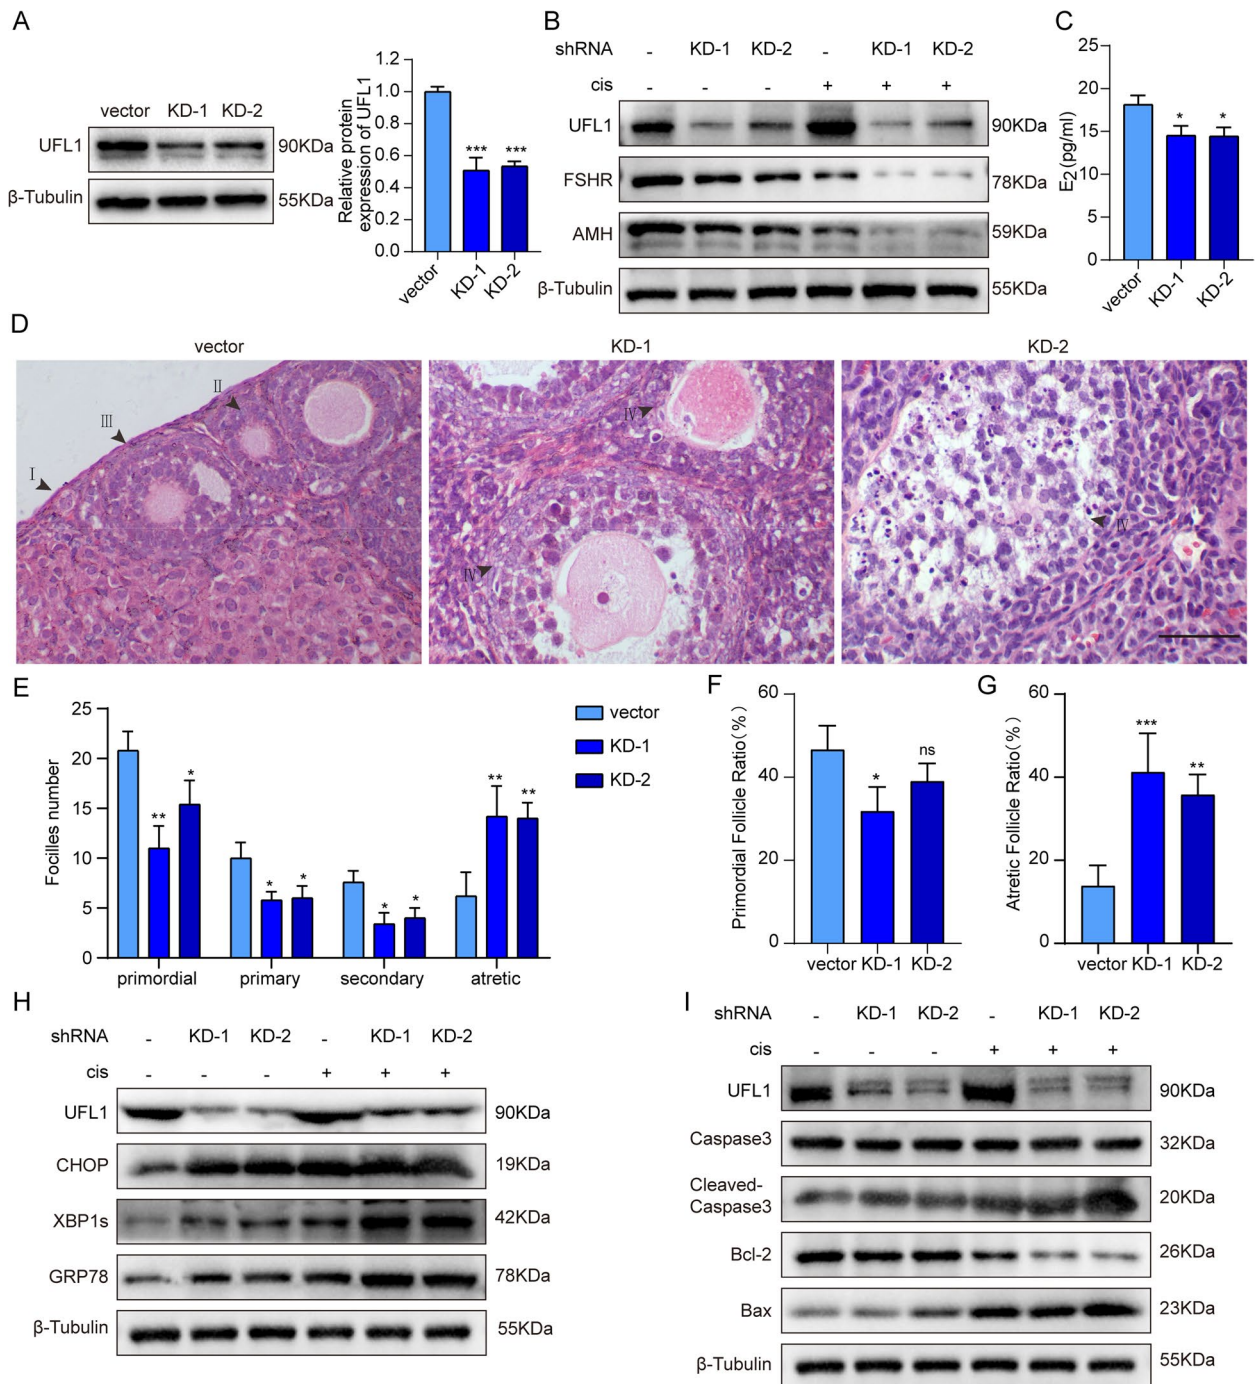 A
vector KD-1 KD-2
UFL1 90KDa
β-Tubulin 55KDa
Relative protein
expression of UFL1
1.2
1.0
0.8
0.6
0.4
0.2
0.0
*** ***
vector KD-1 KD-2
B
shRNA - KD-1 KD-2 - KD-1 KD-2
cis - - - + + +
UFL1 90KDa
FSHR 78KDa
AMH 59KDa
β-Tubulin 55KDa
C
E2(pg/ml)
25
20
15
10
5
0
* *
vector KD-1 KD-2
D
vector KD-1 KD-2
I III II
IV IV
IV
E
Focilles number
25
20
15
10
5
0
** * * * * * ** **
primordial primary secondary atretic
vector
KD-1
KD-2
F
Primordial Follicle Ratio(%)
60
40
20
0
* ns
vector KD-1 KD-2
G
Atretic Follicle Ratio(%)
60
40
20
0
*** **
vector KD-1 KD-2
H
shRNA - KD-1 KD-2 - KD-1 KD-2
cis - - - + + +
UFL1 90KDa
CHOP 19KDa
XBP1s 42KDa
GRP78 78KDa
β-Tubulin 55KDa
I
shRNA - KD-1 KD-2 - KD-1 KD-2
cis - - - + + +
UFL1 90KDa
Caspase3 32KDa
Cleaved-
Caspase3 20KDa
Bcl-2 26KDa
Bax 23KDa
β-Tubulin 55KDa